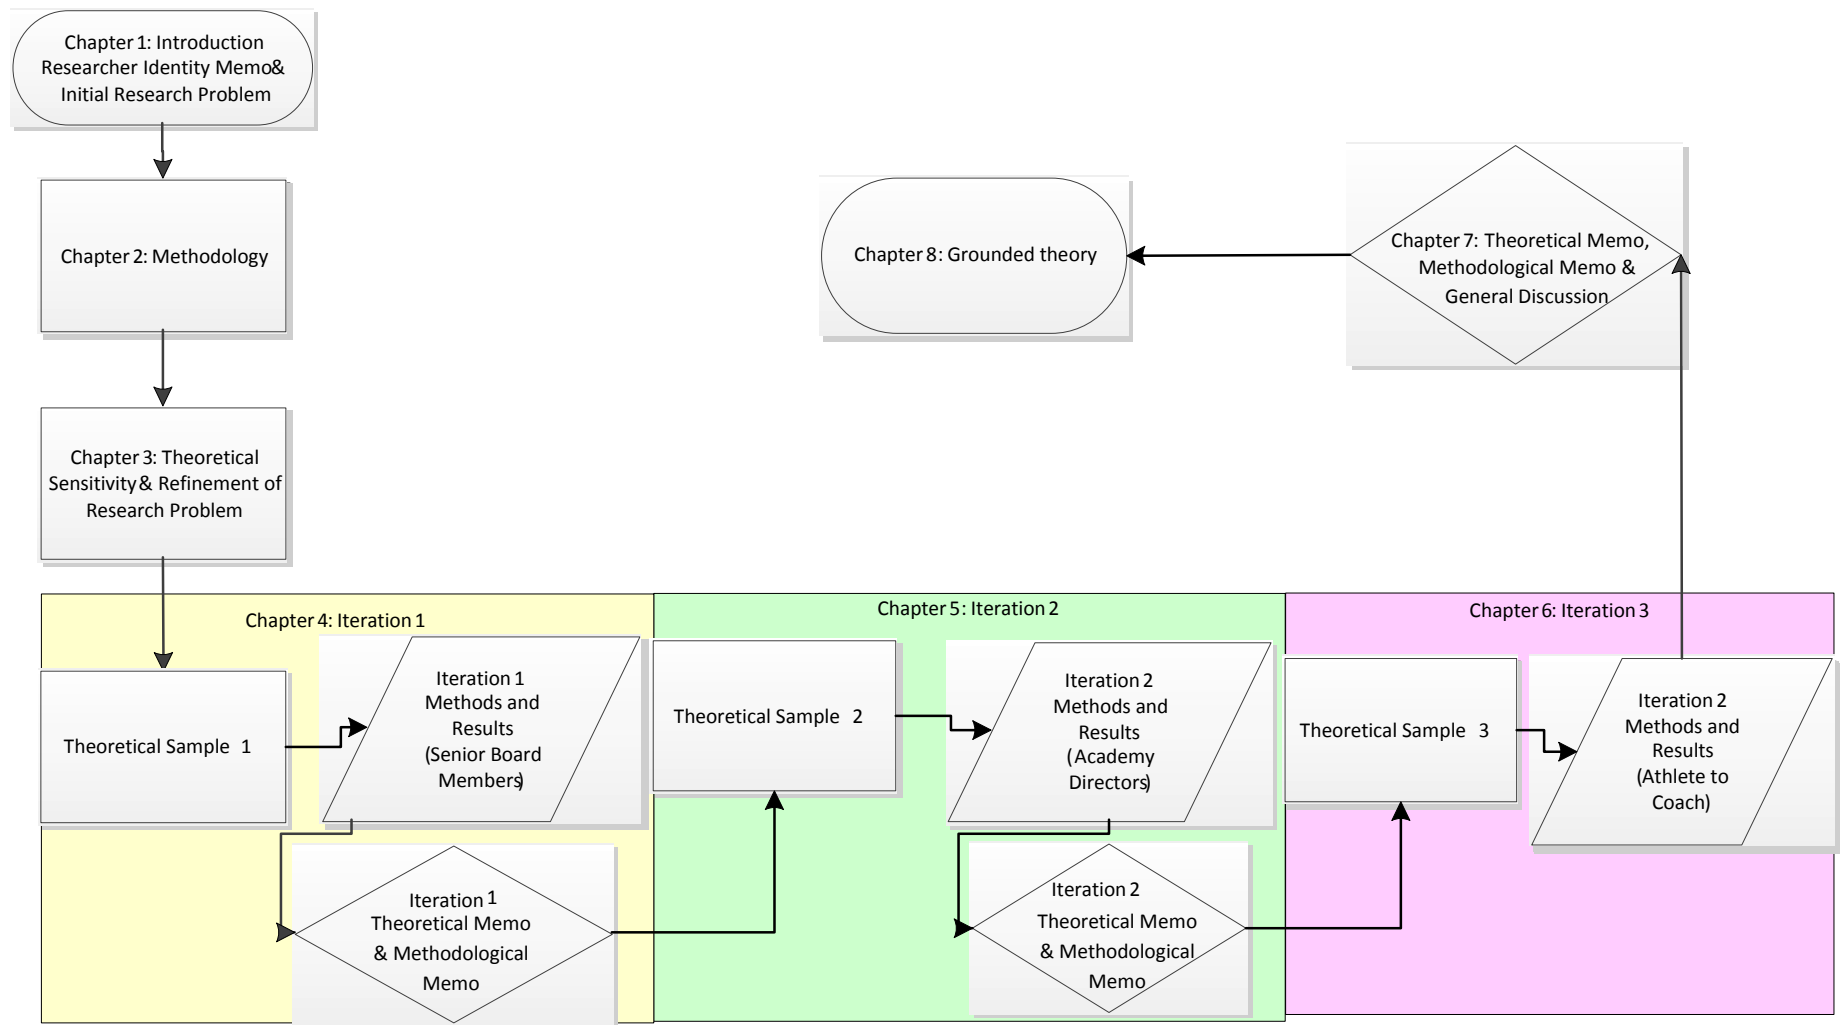 Chapter 1: Introduction
Researcher Identity Memo&
Initial Research Problem
Chapter 2: Methodology
Chapter 3: Theoretical
Sensitivity & Refinement of
Research Problem
Chapter 8: Grounded theory
Chapter 7: Theoretical Memo,
Methodological Memo &
General Discussion
Chapter 4: Iteration 1
Theoretical Sample 1
Iteration 1
Methods and
Results
(Senior Board
Members)
Iteration 1
Theoretical Memo
& Methodological
Memo
Chapter 5: Iteration 2
Theoretical Sample 2
Iteration 2
Methods and
Results
(Academy
Directors)
Iteration 2
Theoretical Memo
& Methodological
Memo
Chapter 6: Iteration 3
Theoretical Sample 3
Iteration 2
Methods and
Results
(Athlete to
Coach)